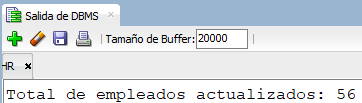 Salida de DBMS
Tamaño de Buffer: 20000
HR
Total de empleados actualizados: 56